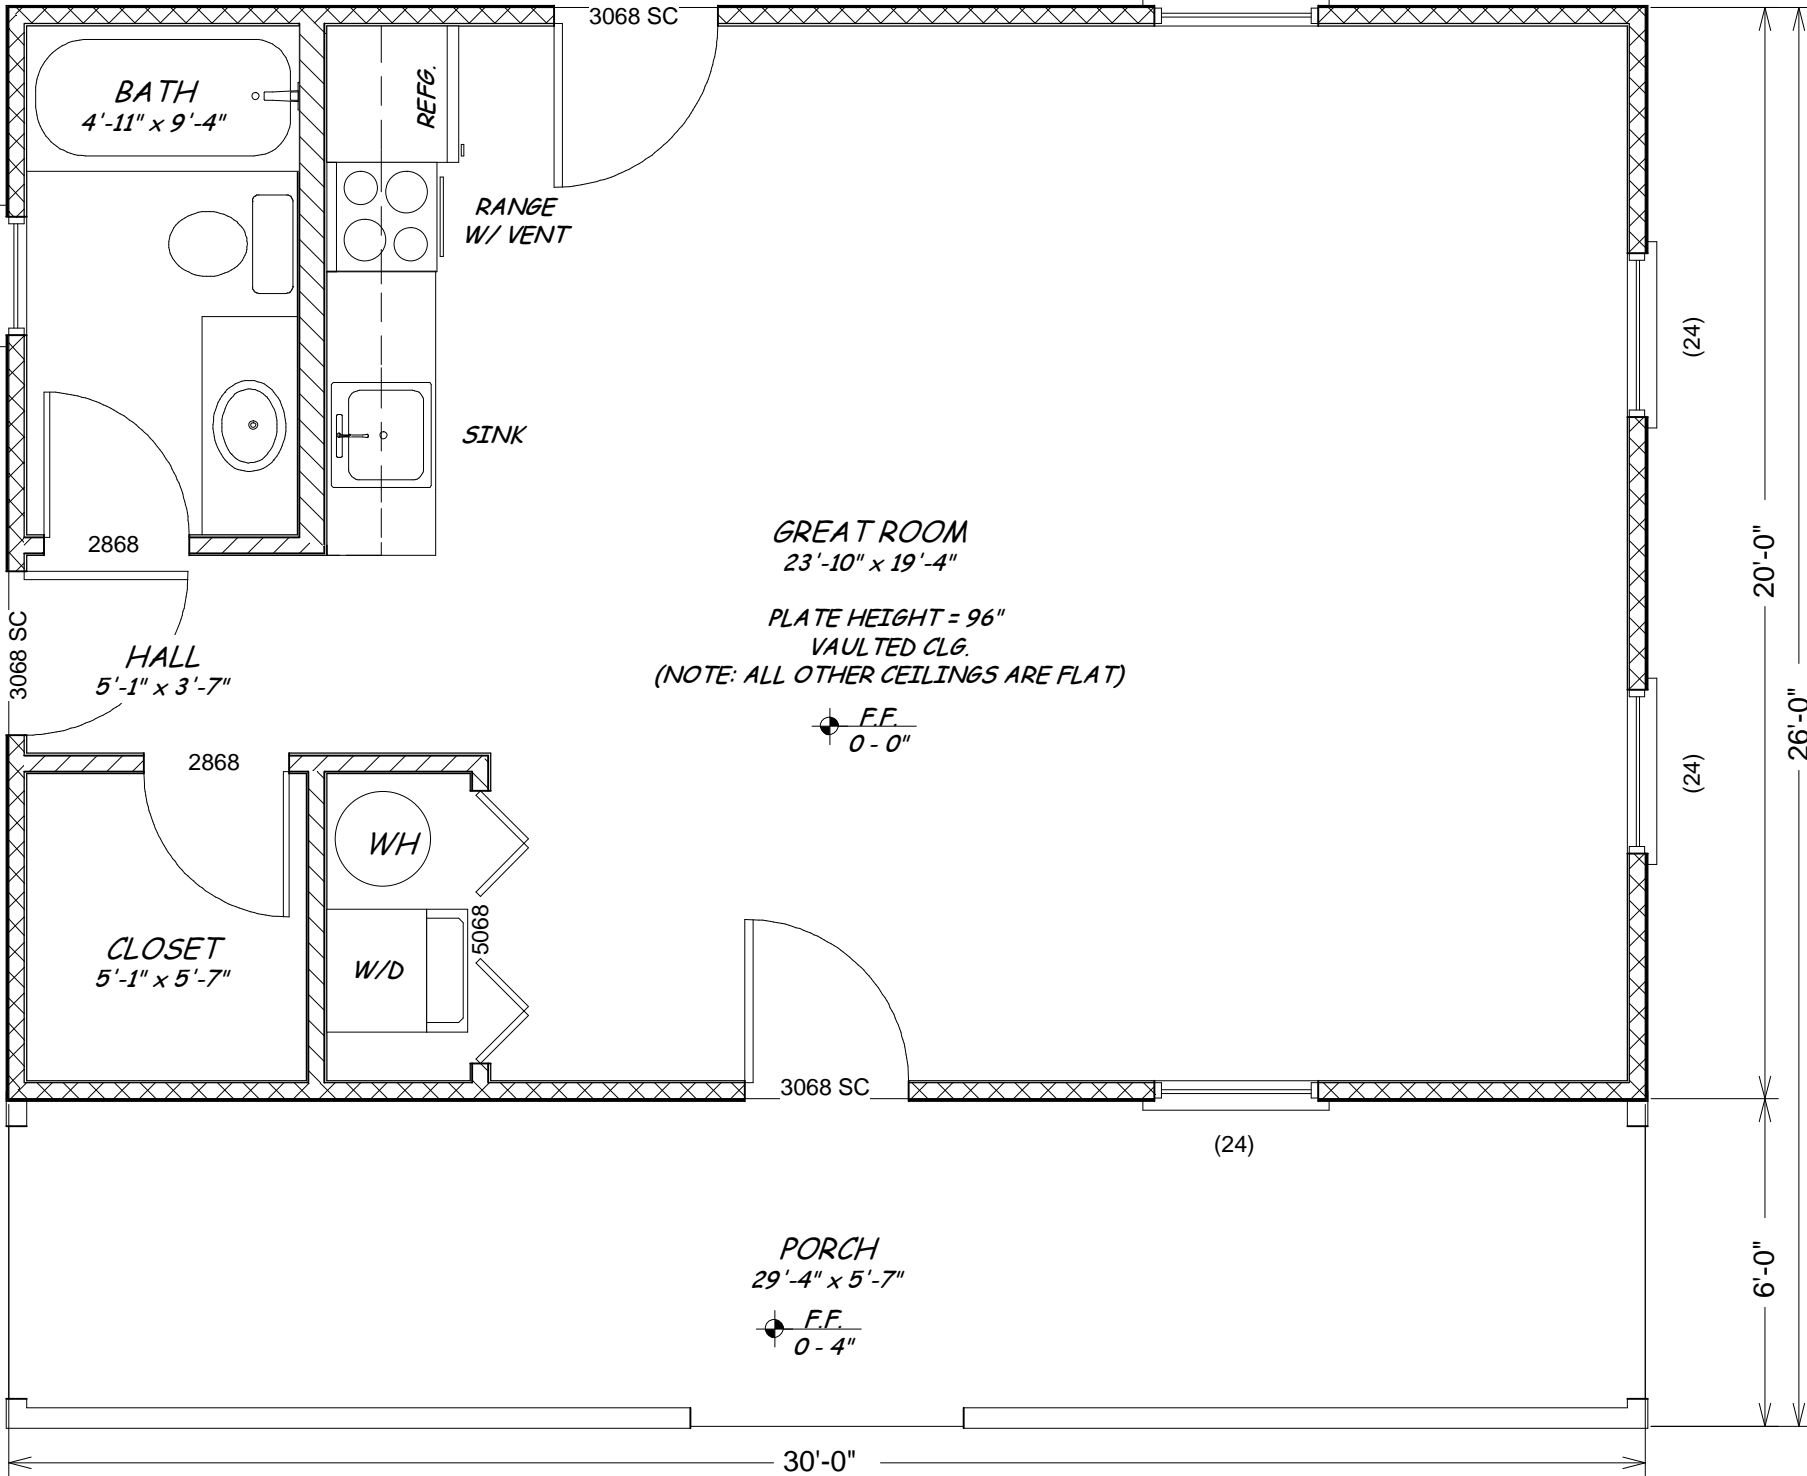 3068 SC
BATH
4'-11" x 9'-4"
REFG.
RANGE
W/ VENT
(24)
SINK
2868
GREAT ROOM
23'-10" x 19'-4"
20'-0"
PLATE HEIGHT = 96"
VAULTED CLG.
(NOTE: ALL OTHER CEILINGS ARE FLAT)
3068 SC
HALL
5'-1" x 3'-7"
F.F.
0 - 0"
26'-0"
2868
(24)
WH
5068
CLOSET
5'-1" x 5'-7"
W/D
3068 SC
(24)
PORCH
29'-4" x 5'-7"
6'-0"
F.F.
0 - 4"
30'-0"